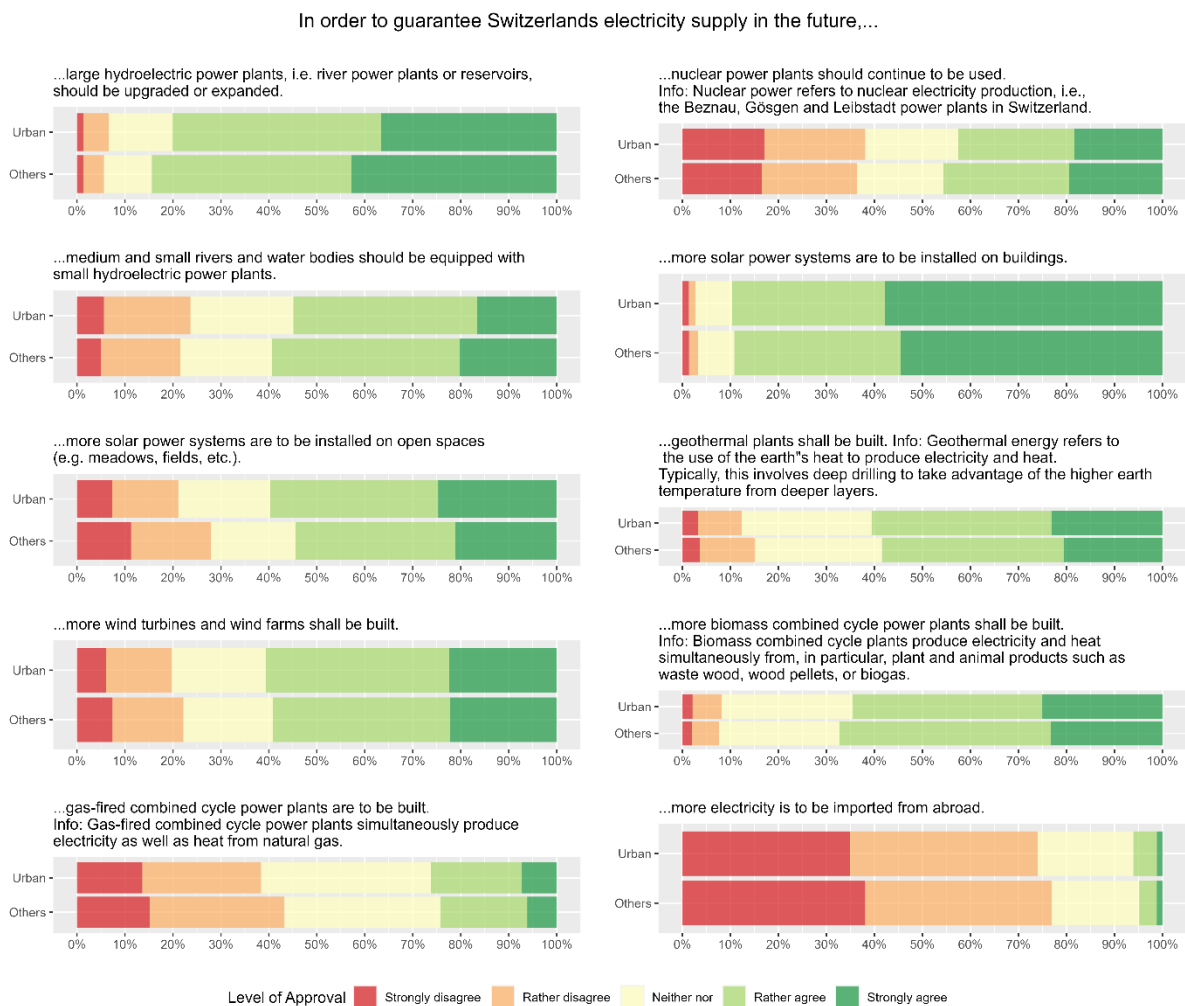 In order to guarantee Switzerlands electricity supply in the future,...
...large hydroelectric power plants, i.e. river power plants or reservoirs,
should be upgraded or expanded.
Urban
Others
0% 10% 20% 30% 40% 50% 60% 70% 80% 90% 100%
...nuclear power plants should continue to be used.
Info: Nuclear power refers to nuclear electricity production, i.e.,
the Beznau, Gösgen and Leibstadt power plants in Switzerland.
Urban
Others
0% 10% 20% 30% 40% 50% 60% 70% 80% 90% 100%
...medium and small rivers and water bodies should be equipped with
small hydroelectric power plants.
Urban
Others
0% 10% 20% 30% 40% 50% 60% 70% 80% 90% 100%
...more solar power systems are to be installed on buildings.
Urban
Others
0% 10% 20% 30% 40% 50% 60% 70% 80% 90% 100%
...more solar power systems are to be installed on open spaces
(e.g. meadows, fields, etc.).
Urban
Others
0% 10% 20% 30% 40% 50% 60% 70% 80% 90% 100%
...geothermal plants shall be built. Info: Geothermal energy refers to
the use of the earth"s heat to produce electricity and heat.
Typically, this involves deep drilling to take advantage of the higher earth
temperature from deeper layers.
Urban
Others
0% 10% 20% 30% 40% 50% 60% 70% 80% 90% 100%
...more wind turbines and wind farms shall be built.
Urban
Others
0% 10% 20% 30% 40% 50% 60% 70% 80% 90% 100%
...more biomass combined cycle power plants shall be built.
Info: Biomass combined cycle plants produce electricity and heat
simultaneously from, in particular, plant and animal products such as
waste wood, wood pellets, or biogas.
Urban
Others
0% 10% 20% 30% 40% 50% 60% 70% 80% 90% 100%
...gas-fired combined cycle power plants are to be built.
Info: Gas-fired combined cycle power plants simultaneously produce
electricity as well as heat from natural gas.
Urban
Others
0% 10% 20% 30% 40% 50% 60% 70% 80% 90% 100%
...more electricity is to be imported from abroad.
Urban
Others
0% 10% 20% 30% 40% 50% 60% 70% 80% 90% 100%
Level of Approval Strongly disagree Rather disagree Neither nor Rather agree Strongly agree